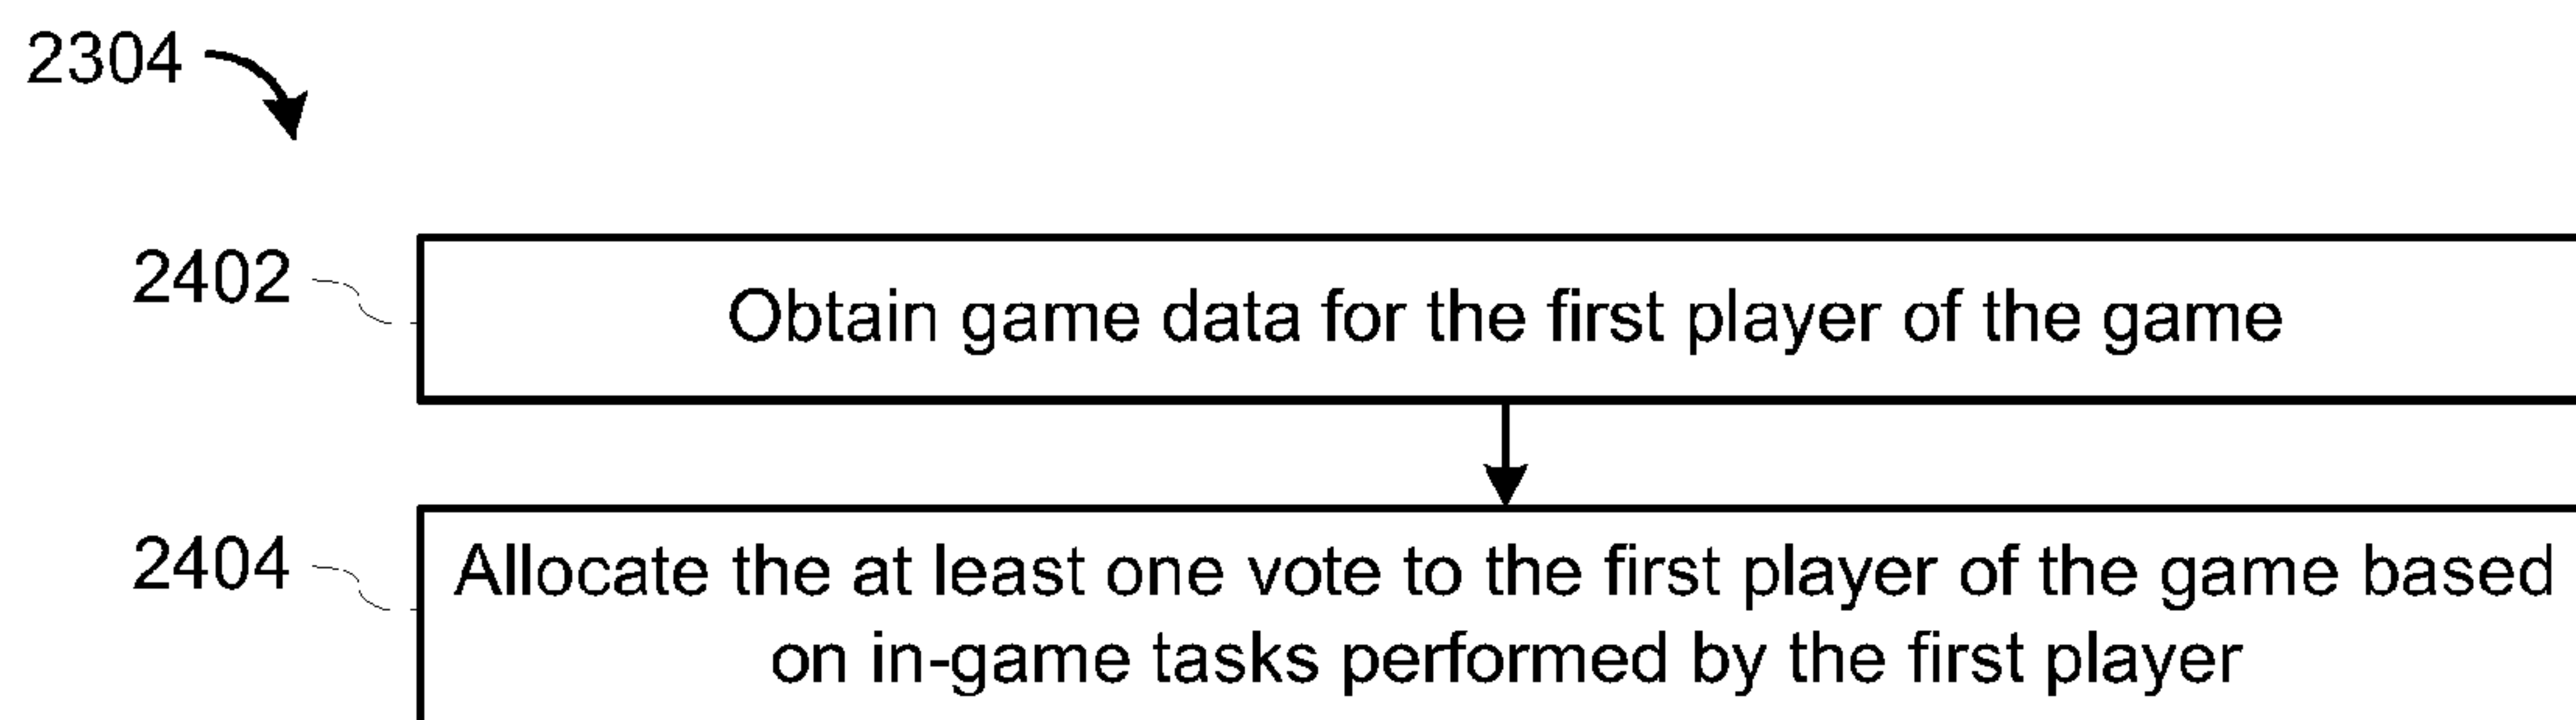 2304
2402
Obtain game data for the first player of the game
2404
Allocate the at least one vote to the first player of the game based
on in-game tasks performed by the first player